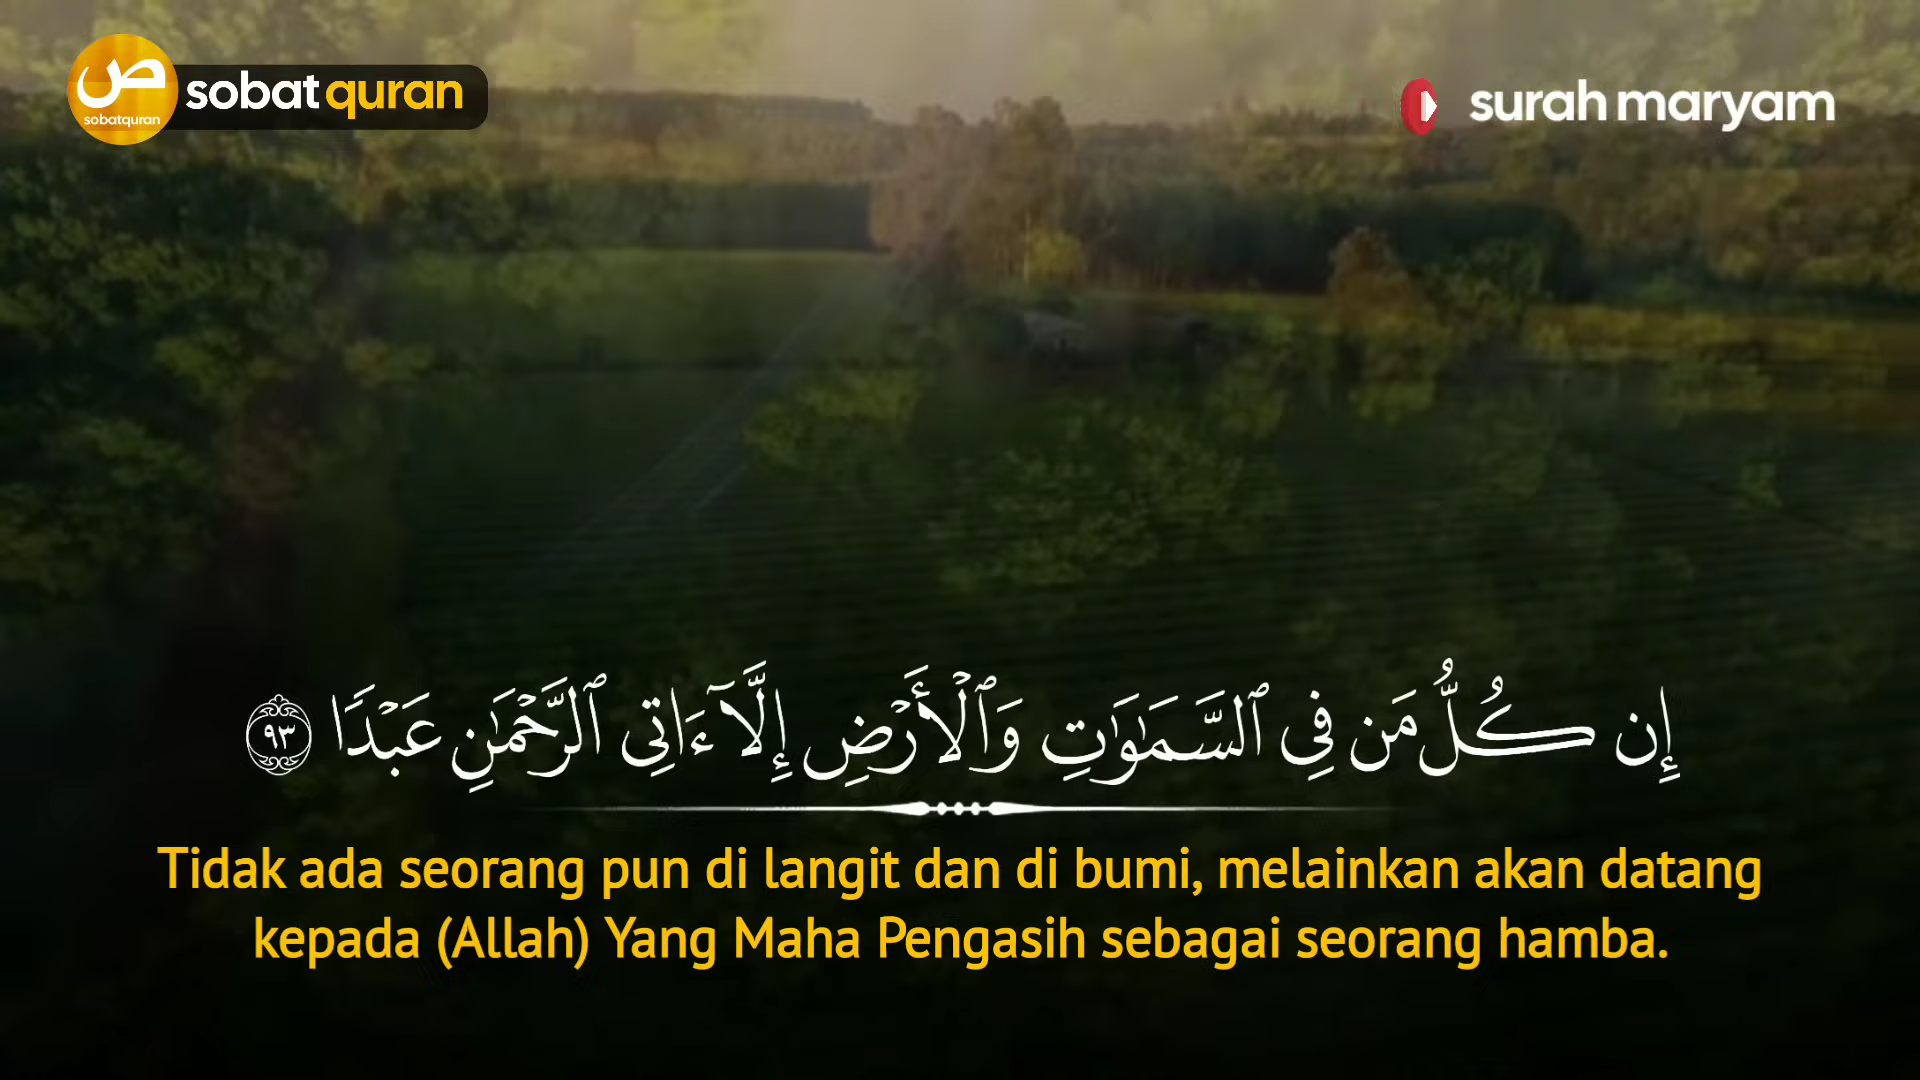 ص
sobatquran
sobat quran
surah maryam
إِن كُلُّ مَن فِى ٱلسَّمَٰوَٰتِ وَٱلْأَرْضِ إِلَّآ ءَاتِى ٱلرَّحْمَٰنِ عَبْدًا ٩٣
Tidak ada seorang pun di langit dan di bumi, melainkan akan datang
kepada (Allah) Yang Maha Pengasih sebagai seorang hamba.